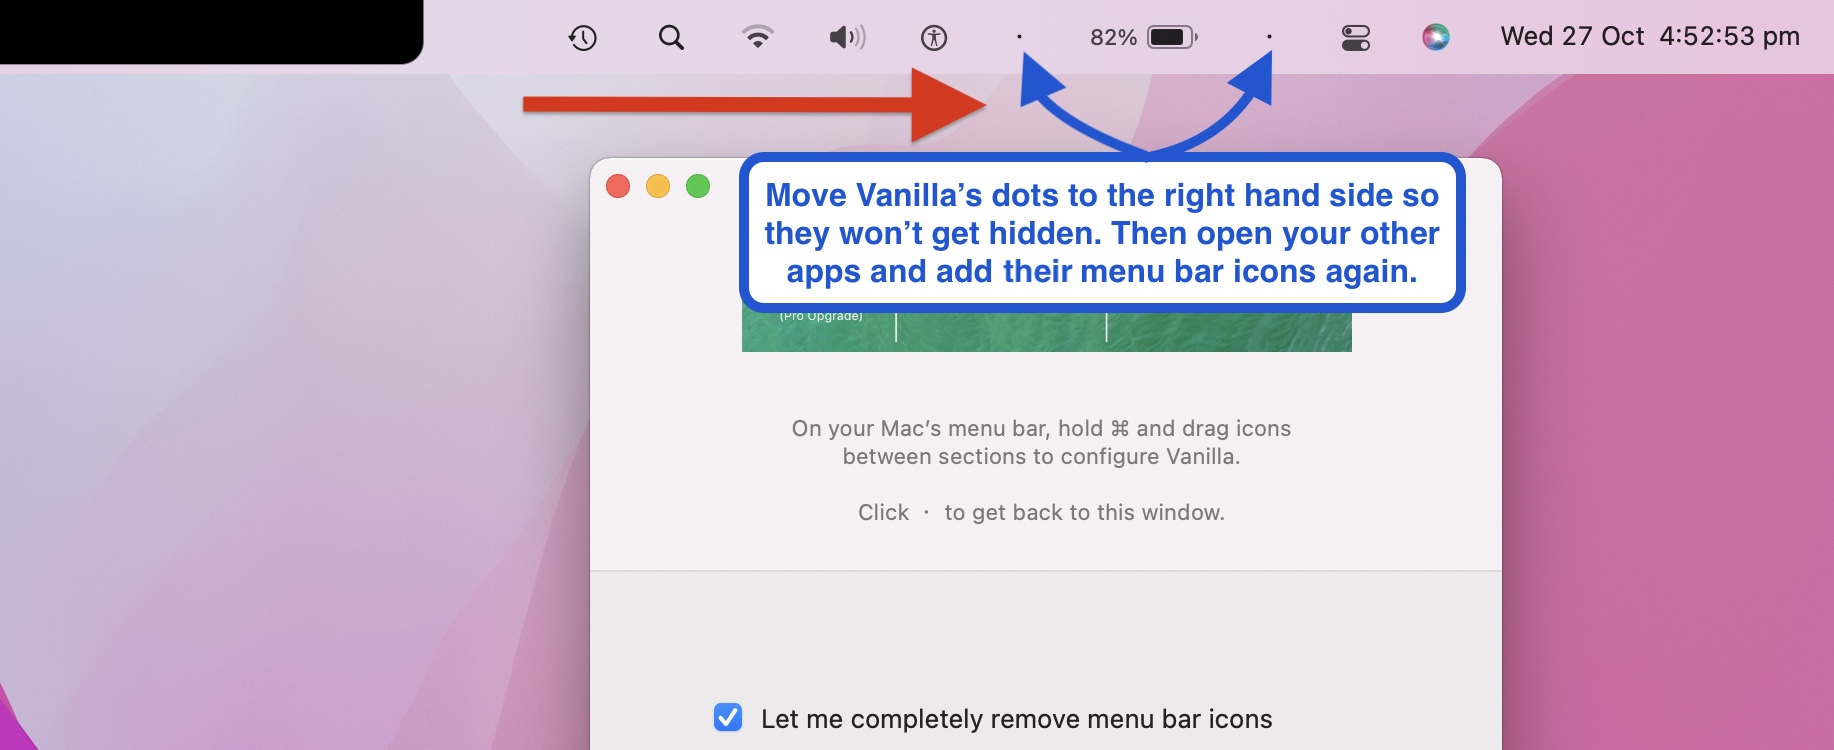 82%
Wed 27 Oct 4:52:53 pm
Move Vanilla’s dots to the right hand side so
they won’t get hidden. Then open your other
apps and add their menu bar icons again.
(Pro Upgrade)
On your Mac’s menu bar, hold ⌘ and drag icons
between sections to configure Vanilla.
Click · to get back to this window.
Let me completely remove menu bar icons